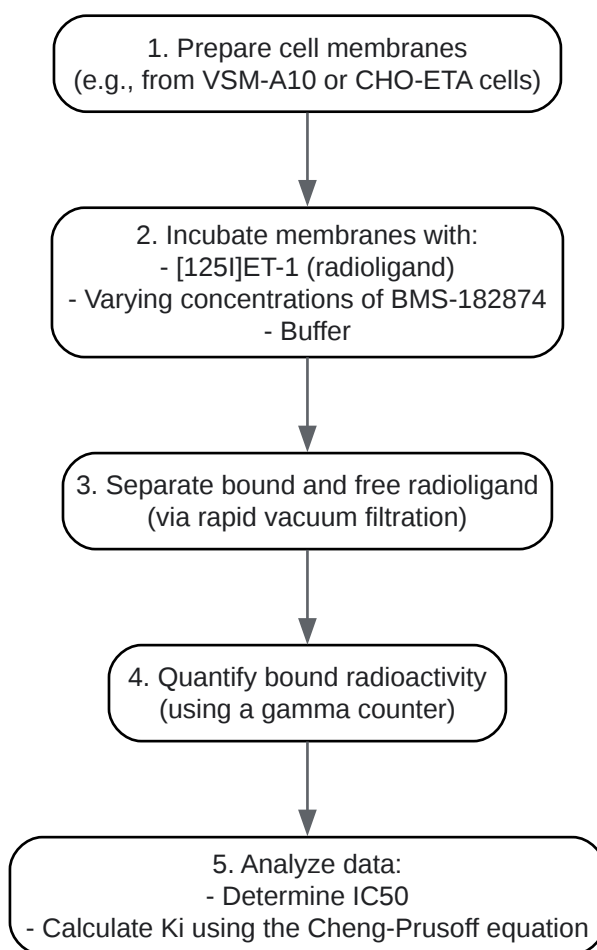 1. Prepare cell membranes
(e.g., from VSM-A10 or CHO-ETA cells)
2. Incubate membranes with:
- [125I]ET-1 (radioligand)
- Varying concentrations of BMS-182874
- Buffer
3. Separate bound and free radioligand
(via rapid vacuum filtration)
4. Quantify bound radioactivity
(using a gamma counter)
5. Analyze data:
- Determine IC50
- Calculate Ki using the Cheng-Prusoff equation